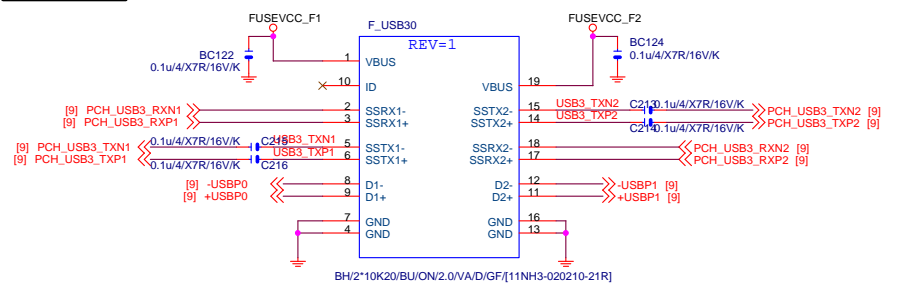 FUSEVCC_F1
F_USB30
FUSEVCC_F2
REV=1
BC122
0.1u/4/X7R/16V/K
BC124
0.1u/4/X7R/16V/K
1 VBUS
10 ID
VBUS 19
[9] PCH_USB3_RXN1 2 SSRX1-
[9] PCH_USB3_RXP1 3 SSRX1+
SSTX2- 15 USB3_TXN2 C213 0.1u/4/X7R/16V/K PCH_USB3_TXN2 [9]
SSTX2+ 14 USB3_TXP2 C214 0.1u/4/X7R/16V/K PCH_USB3_TXP2 [9]
[9] PCH_USB3_TXN1 0.1u/4/X7R/16V/K C215 USB3_TXN1 5 SSTX1-
[9] PCH_USB3_TXP1 0.1u/4/X7R/16V/K C216 USB3_TXP1 6 SSTX1+
SSRX2- 18 PCH_USB3_RXN2 [9]
SSRX2+ 17 PCH_USB3_RXP2 [9]
[9] -USBP0 8 D1-
[9] +USBP0 9 D1+
D2- 12 -USBP1 [9]
D2+ 11 +USBP1 [9]
7 GND
4 GND
GND 16
GND 13
BH/2*10K20/BU/ON/2.0/VA/D/GF/[11NH3-020210-21R]